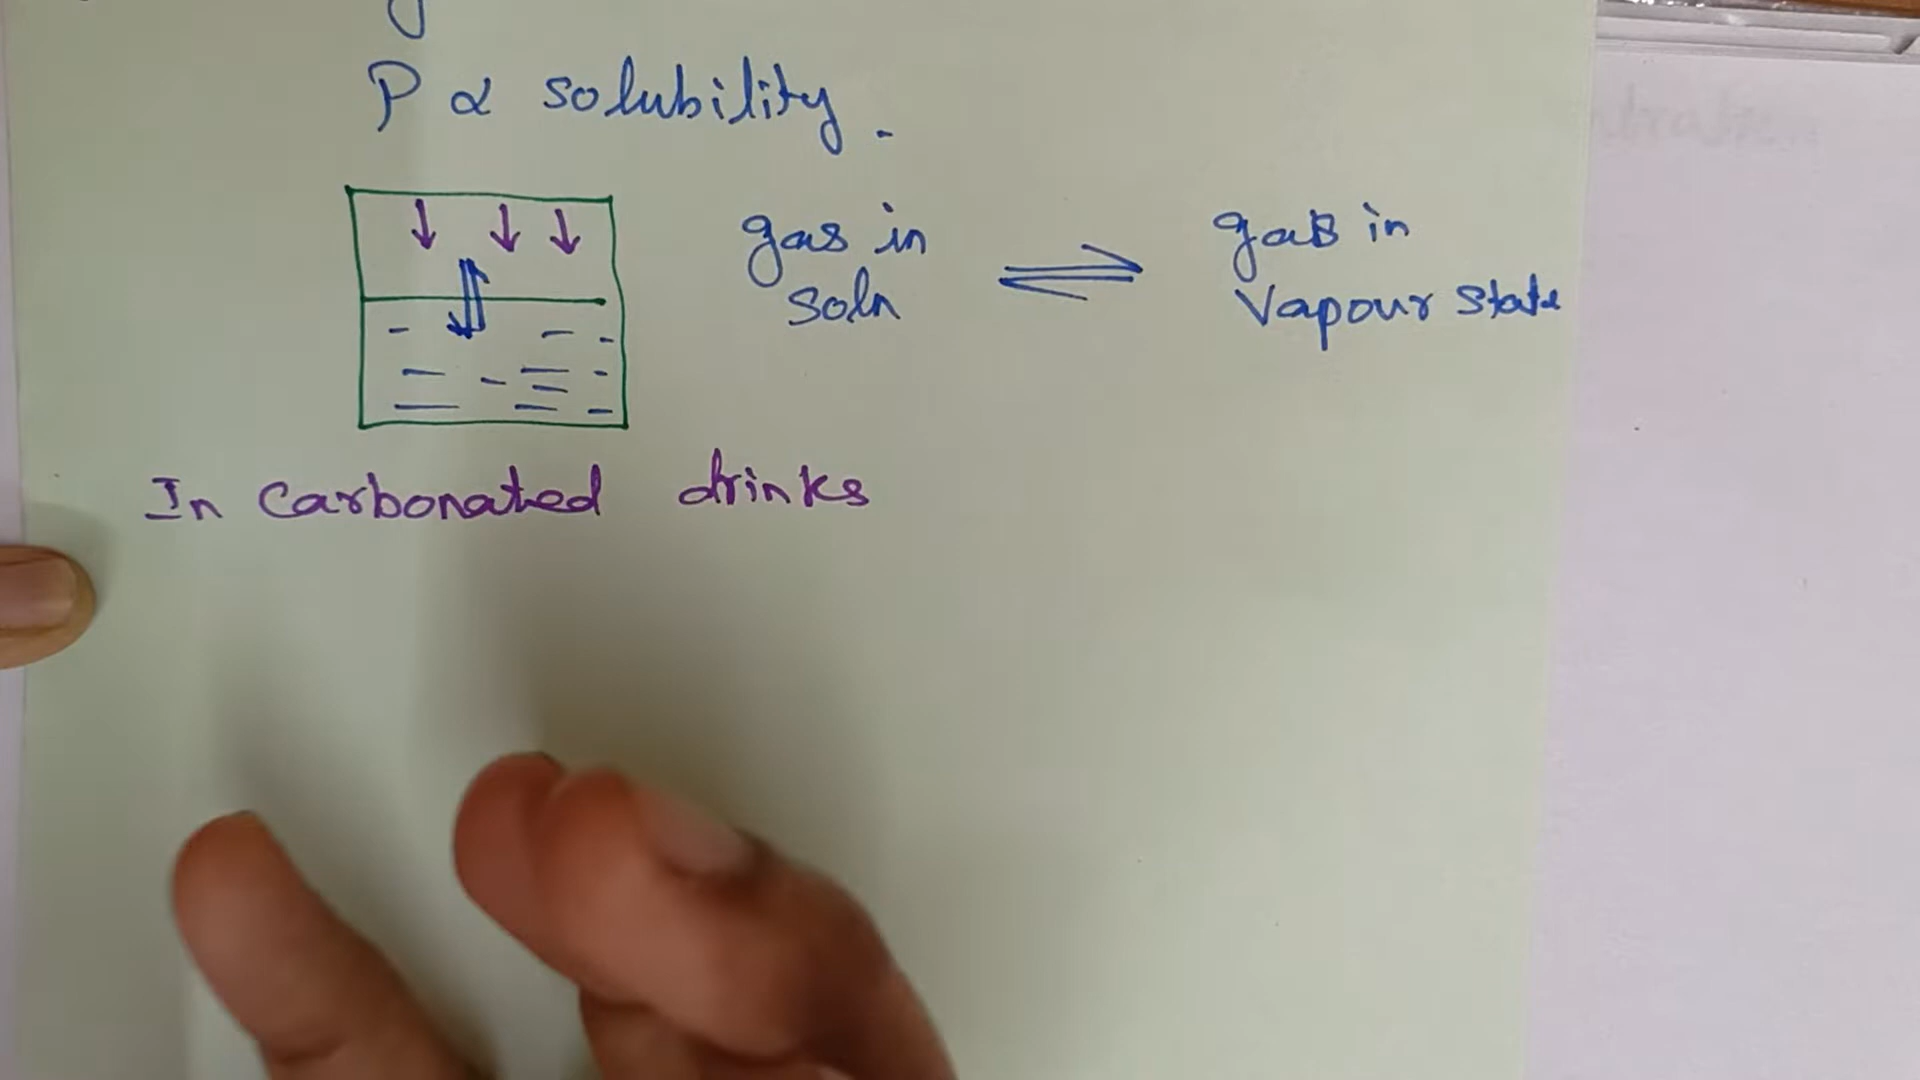 P α solubility.
gas in ⇌ gas in
soln Vapour state
In Carbonated drinks